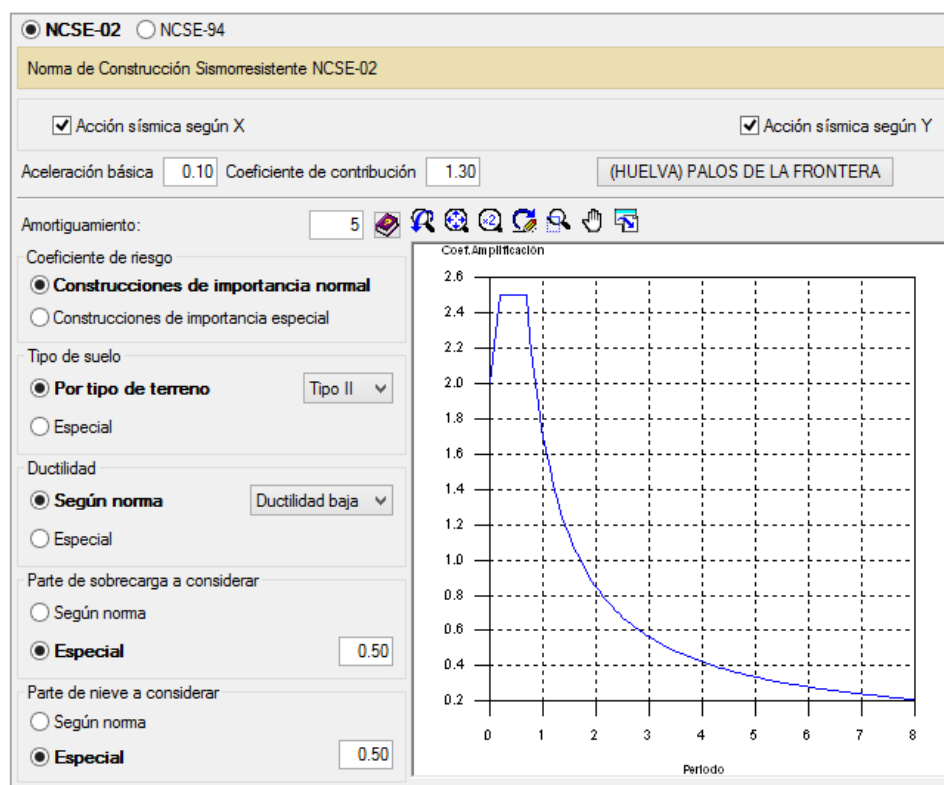 NCSE-02 NCSE-94
Norma de Construcción Sismorresistente NCSE-02
Acción sísmica según X Acción sísmica según Y
Aceleración básica 0.10 Coeficiente de contribución 1.30 (HUELVA) PALOS DE LA FRONTERA
Amortiguamiento: 5 x2
Coeficiente de riesgo
Construcciones de importancia normal
Construcciones de importancia especial
Tipo de suelo
Por tipo de terreno Tipo II
Especial
Ductilidad
Según norma Ductilidad baja
Especial
Parte de sobrecarga a considerar
Según norma
Especial 0.50
Parte de nieve a considerar
Según norma
Especial 0.50
Coef.Amplificación
2.6
2.4
2.2
2.0
1.8
1.6
1.4
1.2
1.0
0.8
0.6
0.4
0.2
0 1 2 3 4 5 6 7 8
Periodo